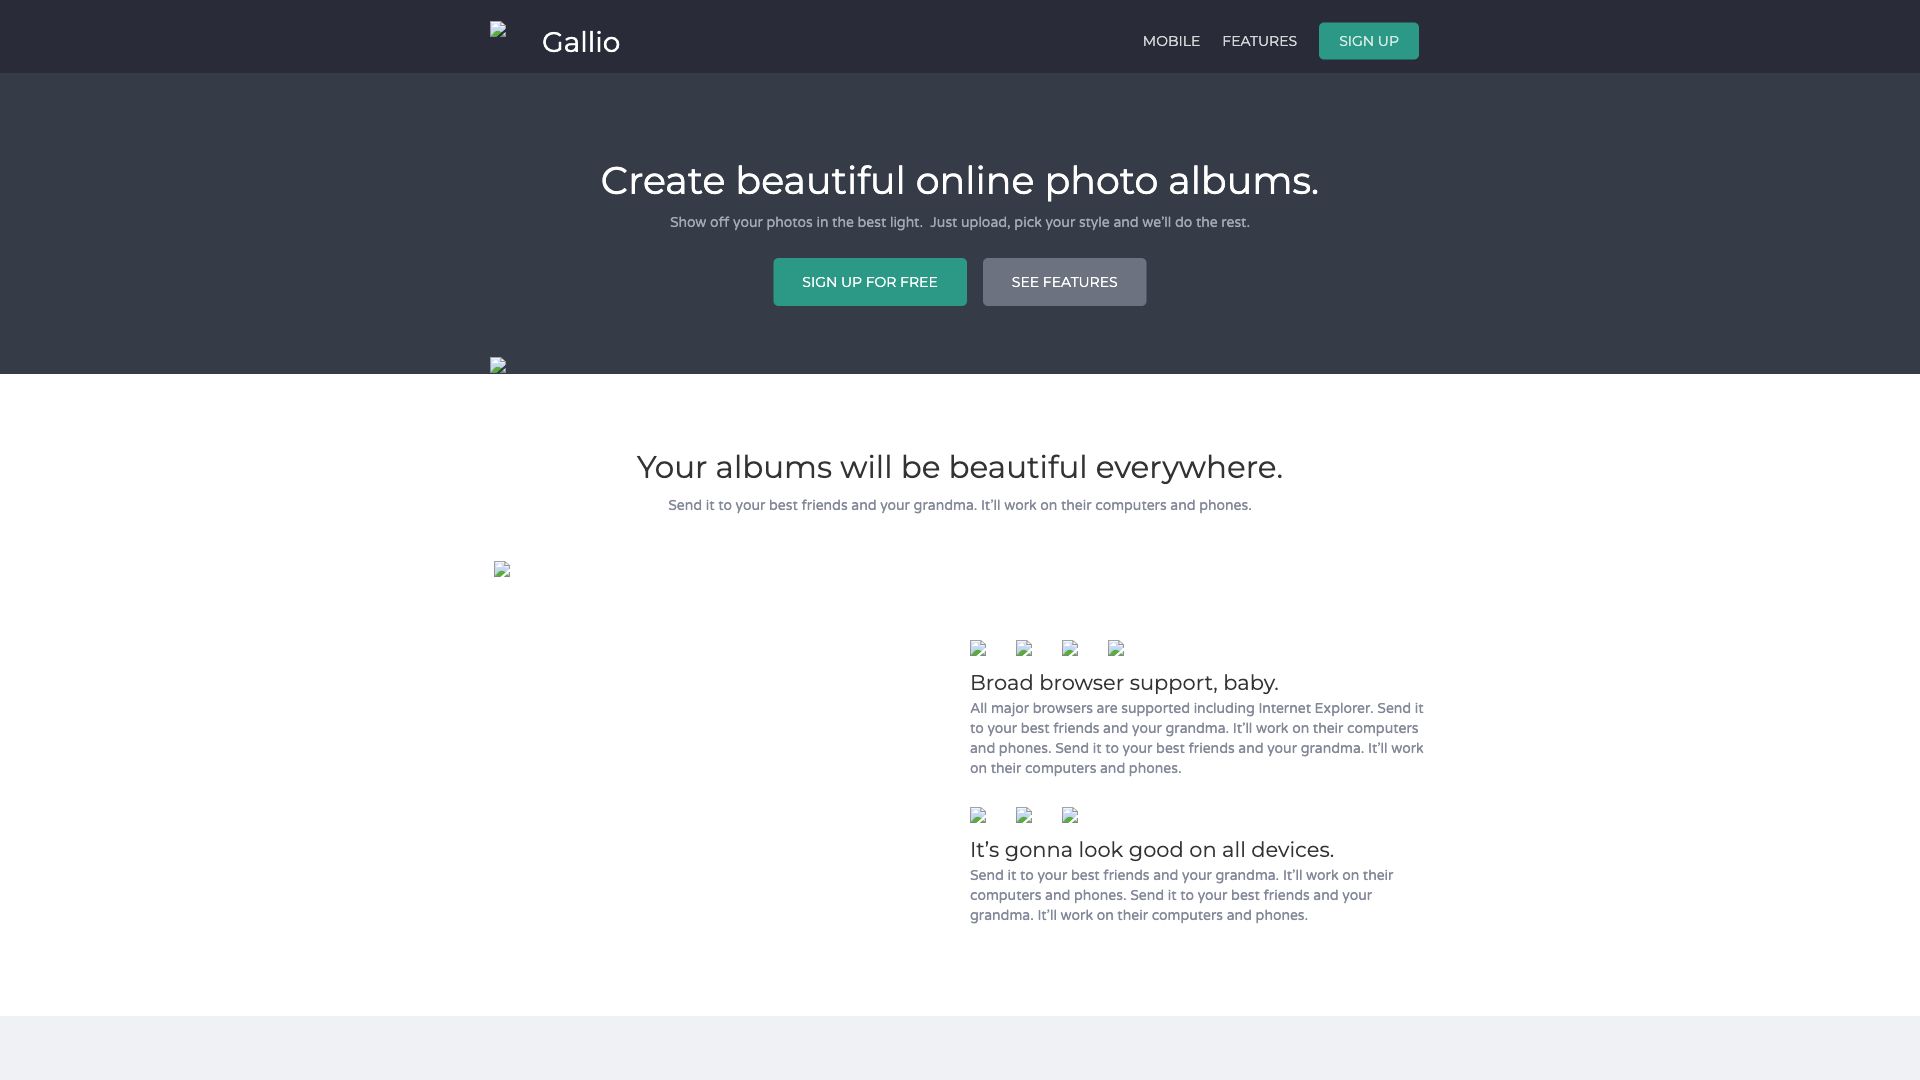 Gallio
MOBILE
FEATURES
SIGN UP
Create beautiful online photo albums.
Show off your photos in the best light.  Just upload, pick your style and we’ll do the rest.
SIGN UP FOR FREE
SEE FEATURES
Your albums will be beautiful everywhere.
Send it to your best friends and your grandma. It’ll work on their computers and phones.
Broad browser support, baby.
All major browsers are supported including Internet Explorer. Send it
to your best friends and your grandma. It’ll work on their computers
and phones. Send it to your best friends and your grandma. It’ll work
on their computers and phones.
It’s gonna look good on all devices.
Send it to your best friends and your grandma. It’ll work on their
computers and phones. Send it to your best friends and your
grandma. It’ll work on their computers and phones.